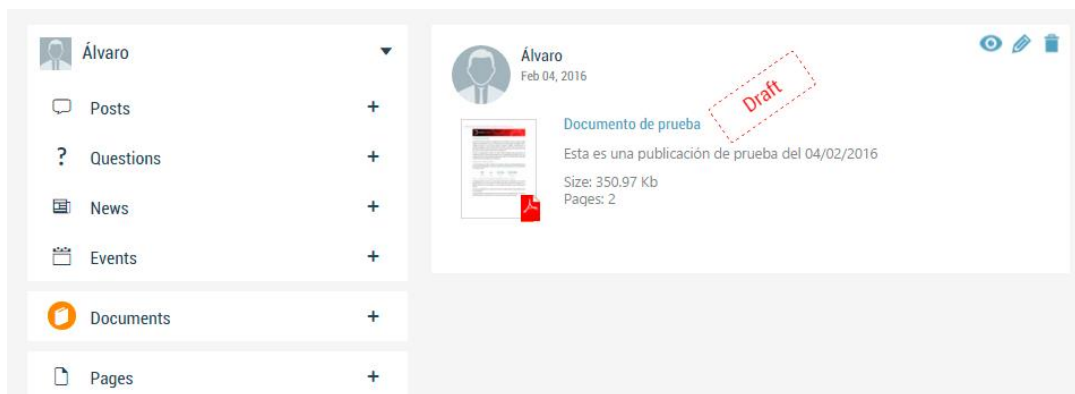 Álvaro
Posts
Questions
News
Events
Documents
Pages
Álvaro
Feb 04, 2016
Draft
Documento de prueba
Esta es una publicación de prueba del 04/02/2016
Size: 350.97 Kb
Pages: 2